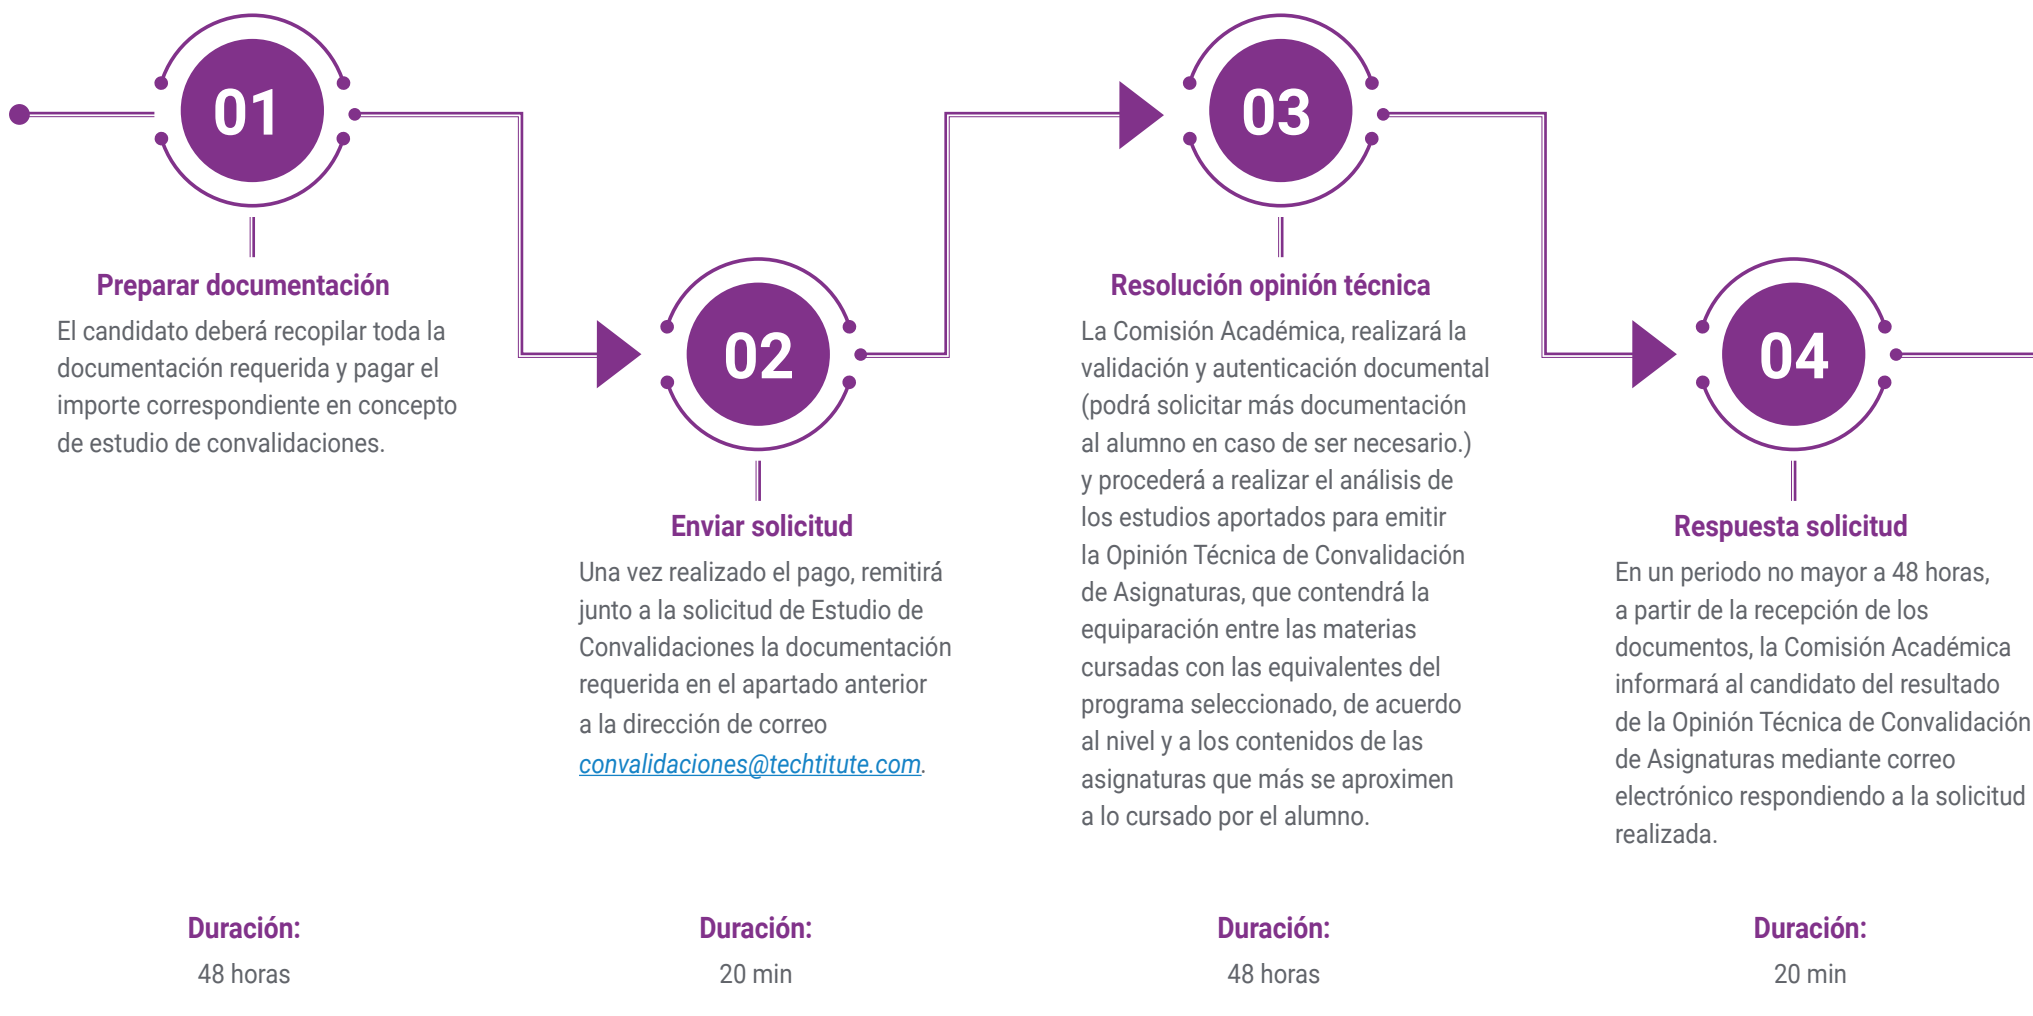 01
Preparar documentación
El candidato deberá recopilar toda la
documentación requerida y pagar el
importe correspondiente en concepto
de estudio de convalidaciones.
Duración:
48 horas
02
Enviar solicitud
Una vez realizado el pago, remitirá
junto a la solicitud de Estudio de
Convalidaciones la documentación
requerida en el apartado anterior
a la dirección de correo
convalidaciones@techtitute.com.
Duración:
20 min
03
Resolución opinión técnica
La Comisión Académica, realizará la
validación y autenticación documental
(podrá solicitar más documentación
al alumno en caso de ser necesario.)
y procederá a realizar el análisis de
los estudios aportados para emitir
la Opinión Técnica de Convalidación
de Asignaturas, que contendrá la
equiparación entre las materias
cursadas con las equivalentes del
programa seleccionado, de acuerdo
al nivel y a los contenidos de las
asignaturas que más se aproximen
a lo cursado por el alumno.
Duración:
48 horas
04
Respuesta solicitud
En un periodo no mayor a 48 horas,
a partir de la recepción de los
documentos, la Comisión Académica
informará al candidato del resultado
de la Opinión Técnica de Convalidación
de Asignaturas mediante correo
electrónico respondiendo a la solicitud
realizada.
Duración:
20 min